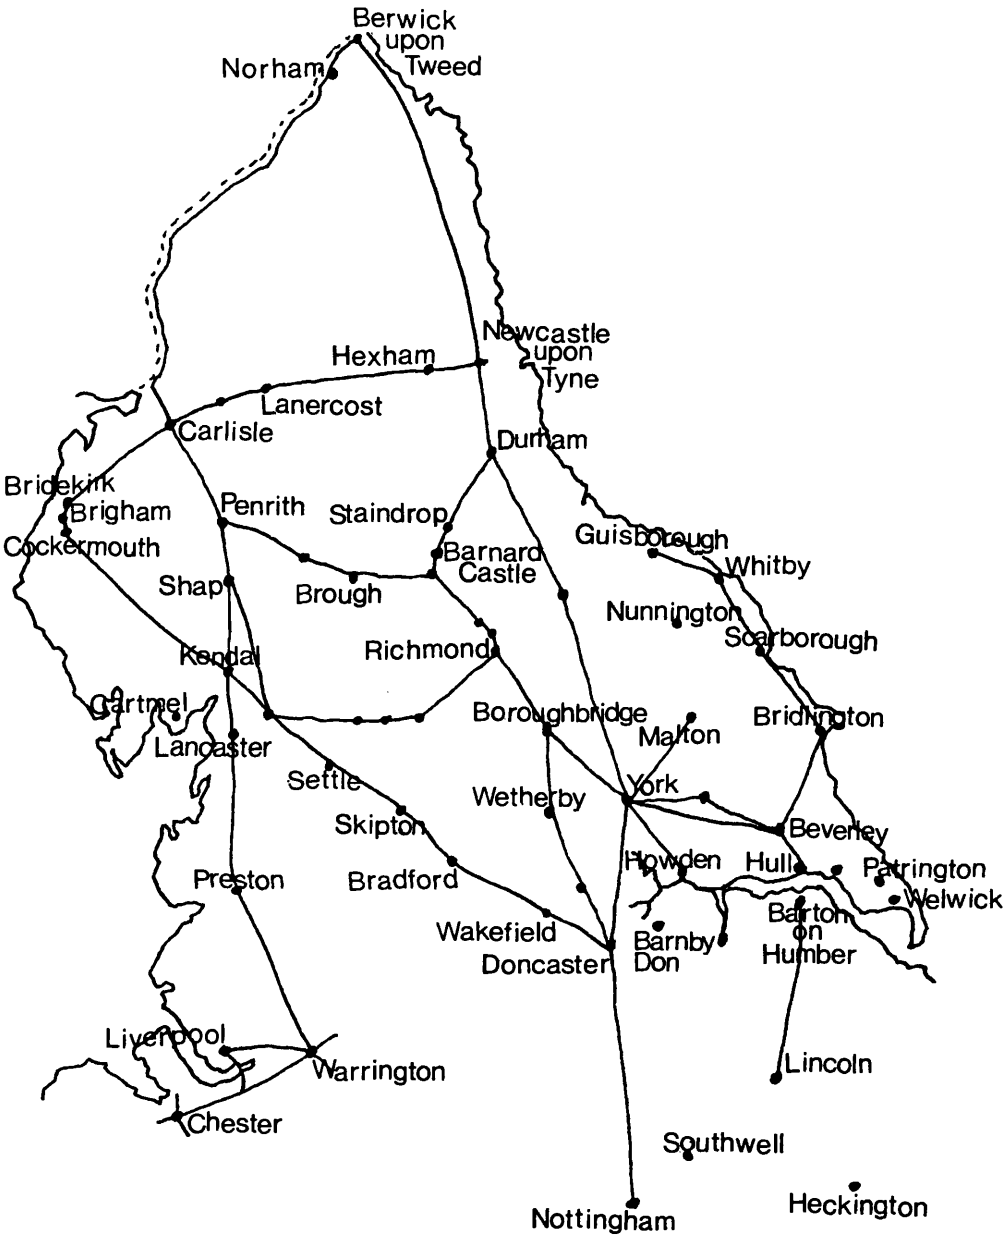 Berwick
upon
Tweed
Norham
Newcastle
upon
Tyne
Hexham
Lanercost
Carlisle
Durham
Bridekirk
Brigham
Cockermouth
Penrith
Staindrop
Barnard
Castle
Guisborough
Whitby
Shap
Brough
Nunnington
Scarborough
Richmond
Kendal
Cartmel
Lancaster
Boroughbridge
Malton
Bridlington
Settle
Wetherby
York
Skipton
Beverley
Bradford
Howden
Hull
Patrington
Welwick
Preston
Wakefield
Doncaster
Barnby
Don
Barton
on
Humber
Liverpool
Warrington
Lincoln
Chester
Southwell
Heckington
Nottingham